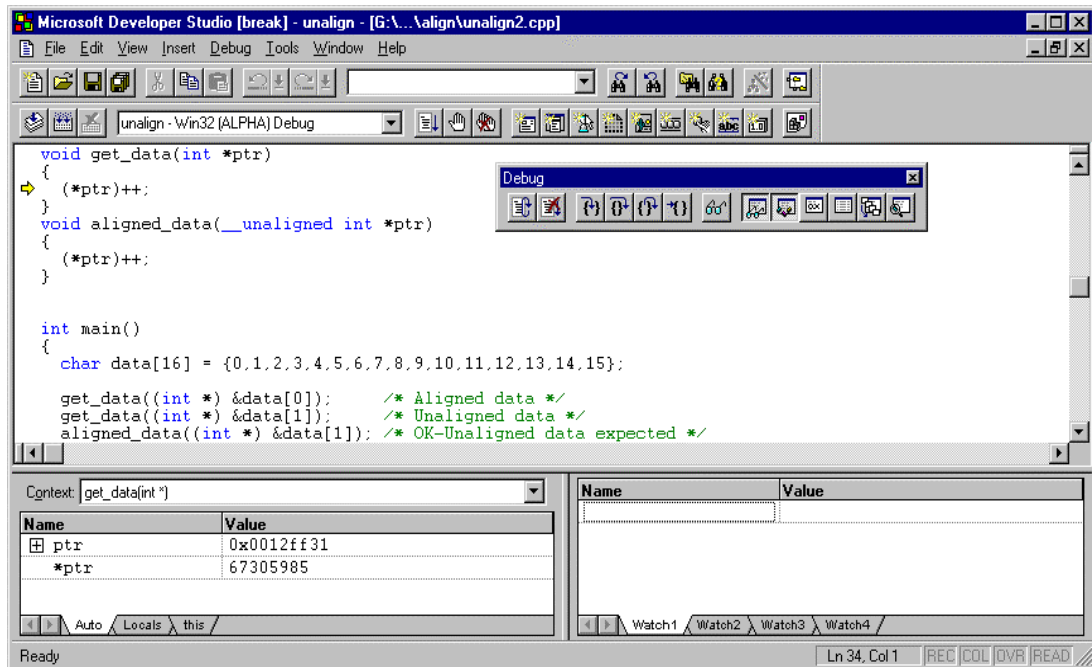 Microsoft Developer Studio [break] - unalign - [G:\...\align\unalign2.cpp]
File Edit View Insert Debug Tools Window Help
unalign - Win32 (ALPHA) Debug
void get_data(int *ptr)
{
(*ptr)++;
}
void aligned_data(__unaligned int *ptr)
{
(*ptr)++;
}
int main()
{
char data[16] = {0,1,2,3,4,5,6,7,8,9,10,11,12,13,14,15};
get_data((int *) &data[0]); /* Aligned data */
get_data((int *) &data[1]); /* Unaligned data */
aligned_data((int *) &data[1]); /* OK-Unaligned data expected */
Debug
Context: get_data(int *)
Name Value
ptr 0x0012ff31
*ptr 67305985
Auto Locals this
Name Value
Watch1 Watch2 Watch3 Watch4
Ready
Ln 34, Col 1 REC COL OVR READ